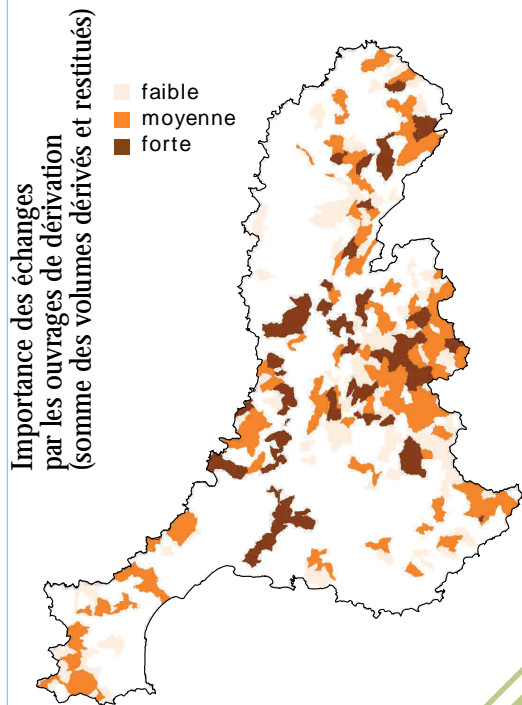 Importance des échanges
par les ouvrages de dérivation
(somme des volumes dérivés et restitués)
faible
moyenne
forte